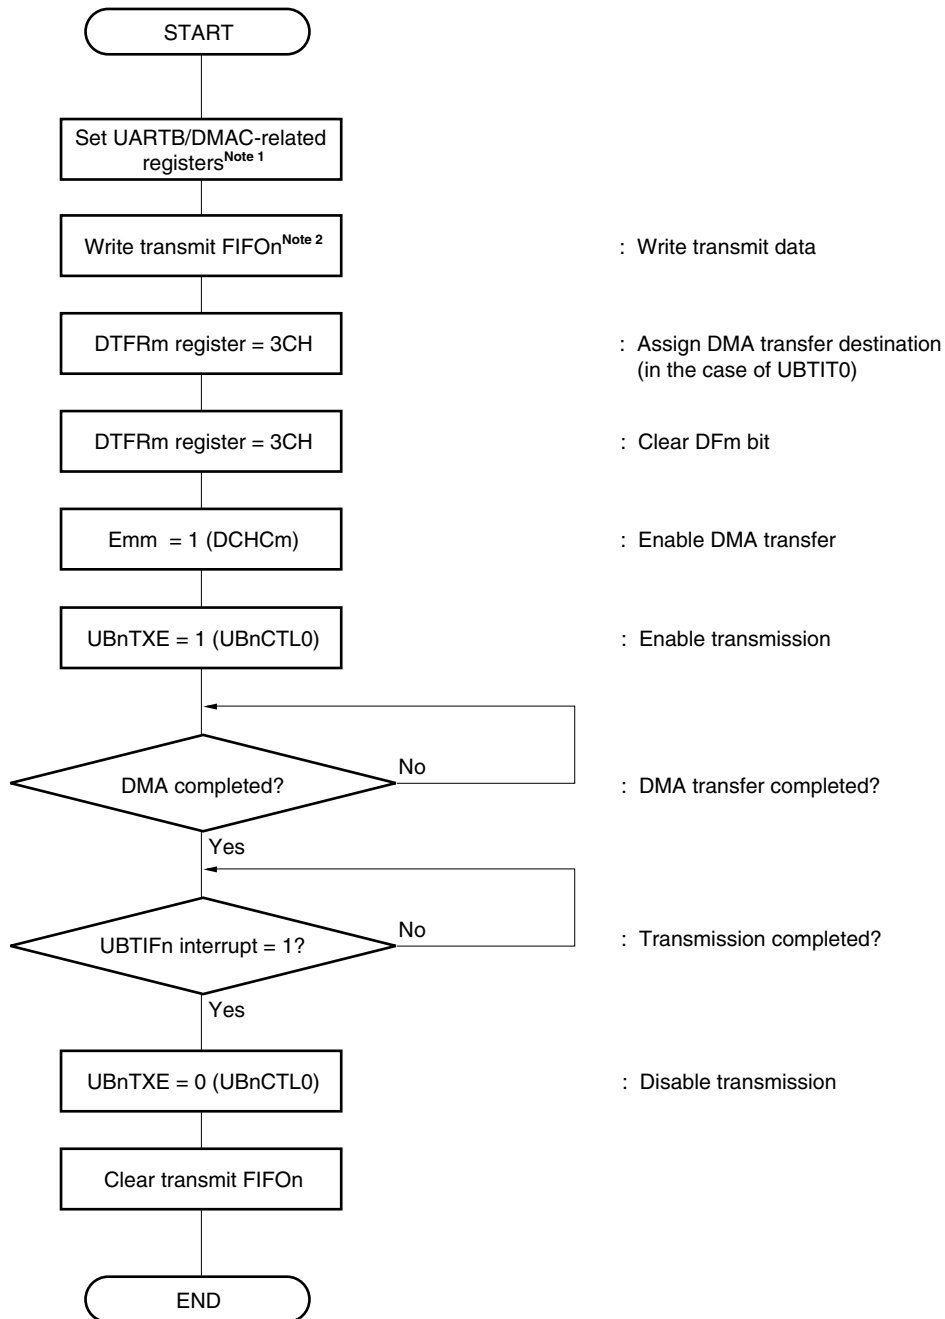 START
Set UARTB/DMAC-related
registersNote 1
Write transmit FIFOnNote 2
: Write transmit data
DTFRm register = 3CH
: Assign DMA transfer destination
(in the case of UBTIT0)
DTFRm register = 3CH
: Clear DFm bit
Emm = 1 (DCHCm)
: Enable DMA transfer
UBnTXE = 1 (UBnCTL0)
: Enable transmission
DMA completed?
No
: DMA transfer completed?
Yes
UBTIFn interrupt = 1?
No
: Transmission completed?
Yes
UBnTXE = 0 (UBnCTL0)
: Disable transmission
Clear transmit FIFOn
END